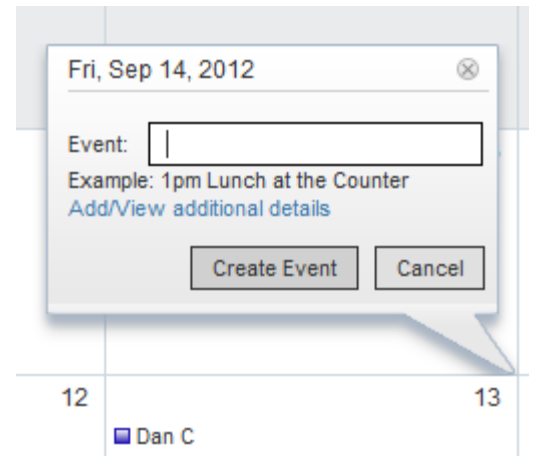 Fri, Sep 14, 2012
Event:
Example: 1pm Lunch at the Counter
Add/View additional details
Create Event Cancel
12 13
Dan C